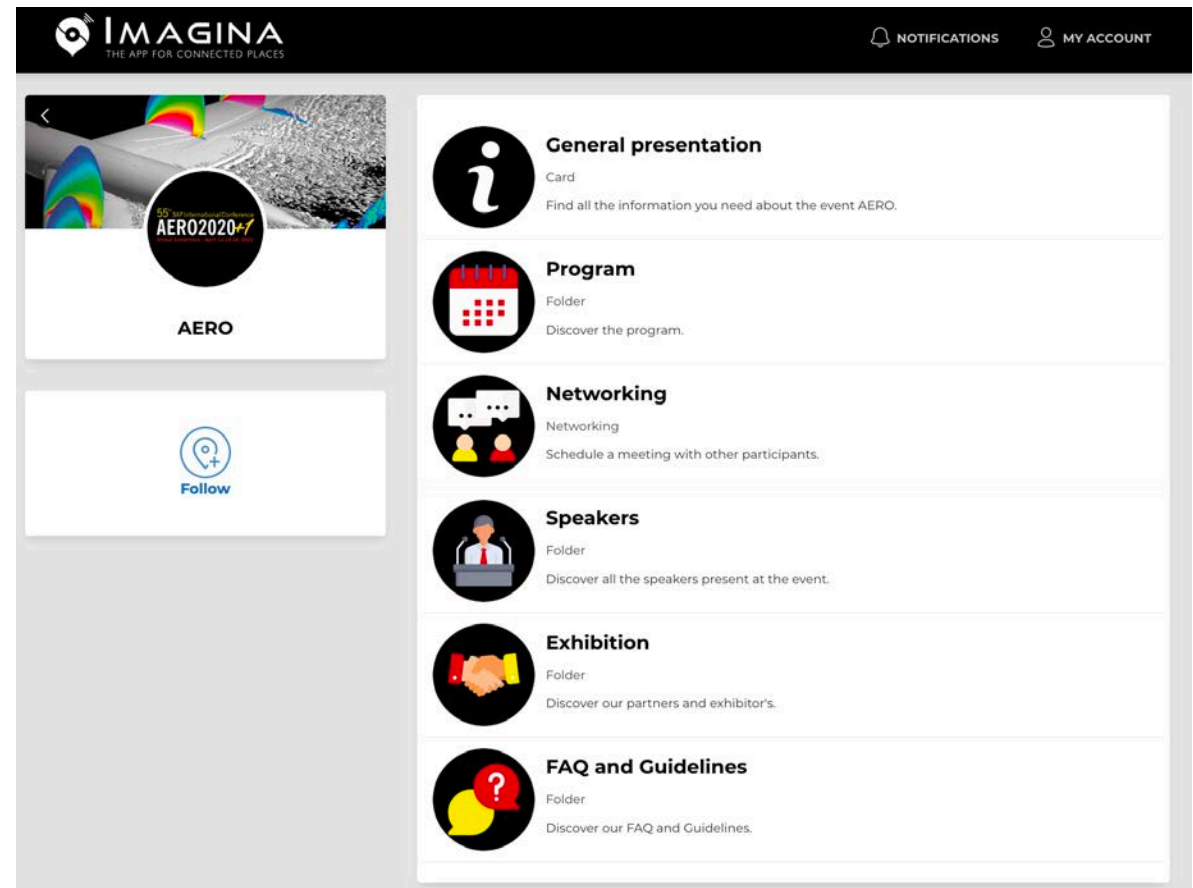 IMAGINA
THE APP FOR CONNECTED PLACES
NOTIFICATIONS
MY ACCOUNT
55
International Conference
AERO2020+1
AERO
Follow
General presentation
Card
Find all the information you need about the event AERO.
Program
Folder
Discover the program.
Networking
Networking
Schedule a meeting with other participants.
Speakers
Folder
Discover all the speakers present at the event.
Exhibition
Folder
Discover our partners and exhibitor's.
FAQ and Guidelines
Folder
Discover our FAQ and Guidelines.